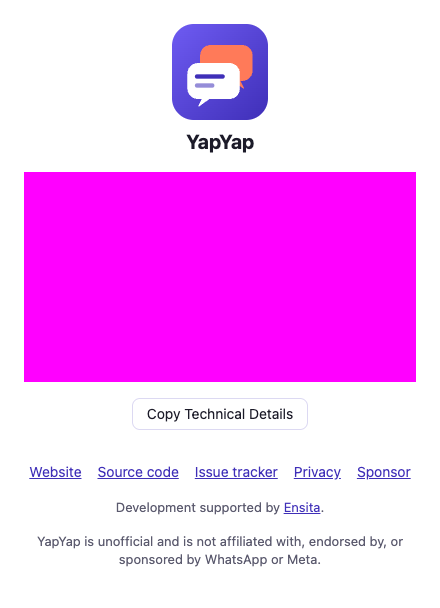 YapYap
Copy Technical Details
Website Source code Issue tracker Privacy Sponsor
Development supported by Ensita.
YapYap is unofficial and is not affiliated with, endorsed by, or
sponsored by WhatsApp or Meta.